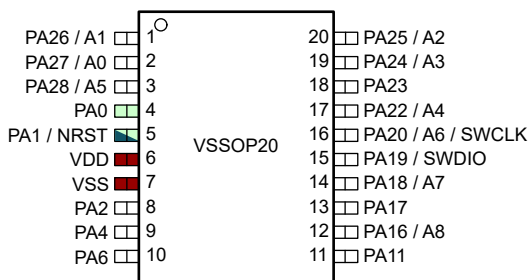 PA26 / A1 1 20 PA25 / A2
PA27 / A0 2 19 PA24 / A3
PA28 / A5 3 18 PA23
PA0 4 17 PA22 / A4
PA1 / NRST 5 16 PA20 / A6 / SWCLK
VSSOP20
VDD 6 15 PA19 / SWDIO
VSS 7 14 PA18 / A7
PA2 8 13 PA17
PA4 9 12 PA16 / A8
PA6 10 11 PA11